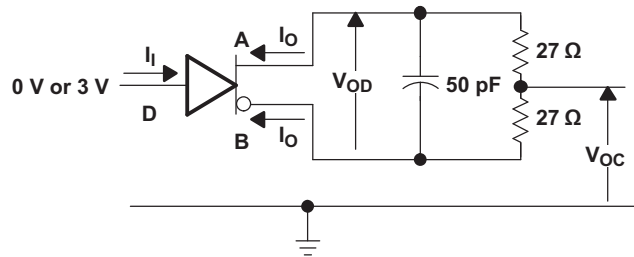 A
I_O
I_I
27 Ω
0 V or 3 V
V_OD
50 pF
D
27 Ω
B
I_O
V_OC